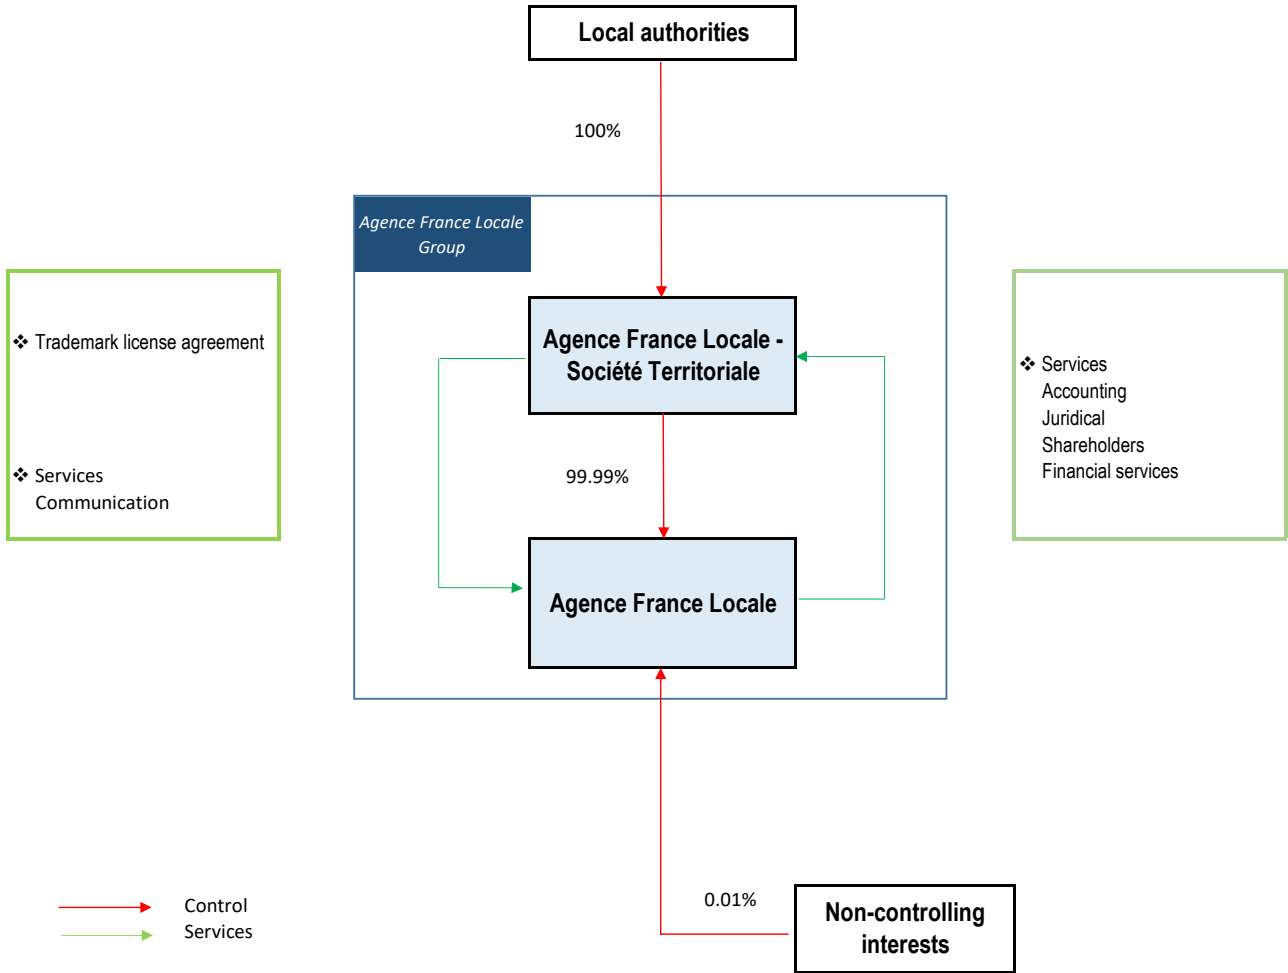 Local authorities
100%
Agence France Locale
Group
❖ Trademark license agreement
❖ Services
Communication
Agence France Locale -
Société Territoriale
99.99%
Agence France Locale
❖ Services
Accounting
Juridical
Shareholders
Financial services
0.01%
Non-controlling
interests
Control
Services